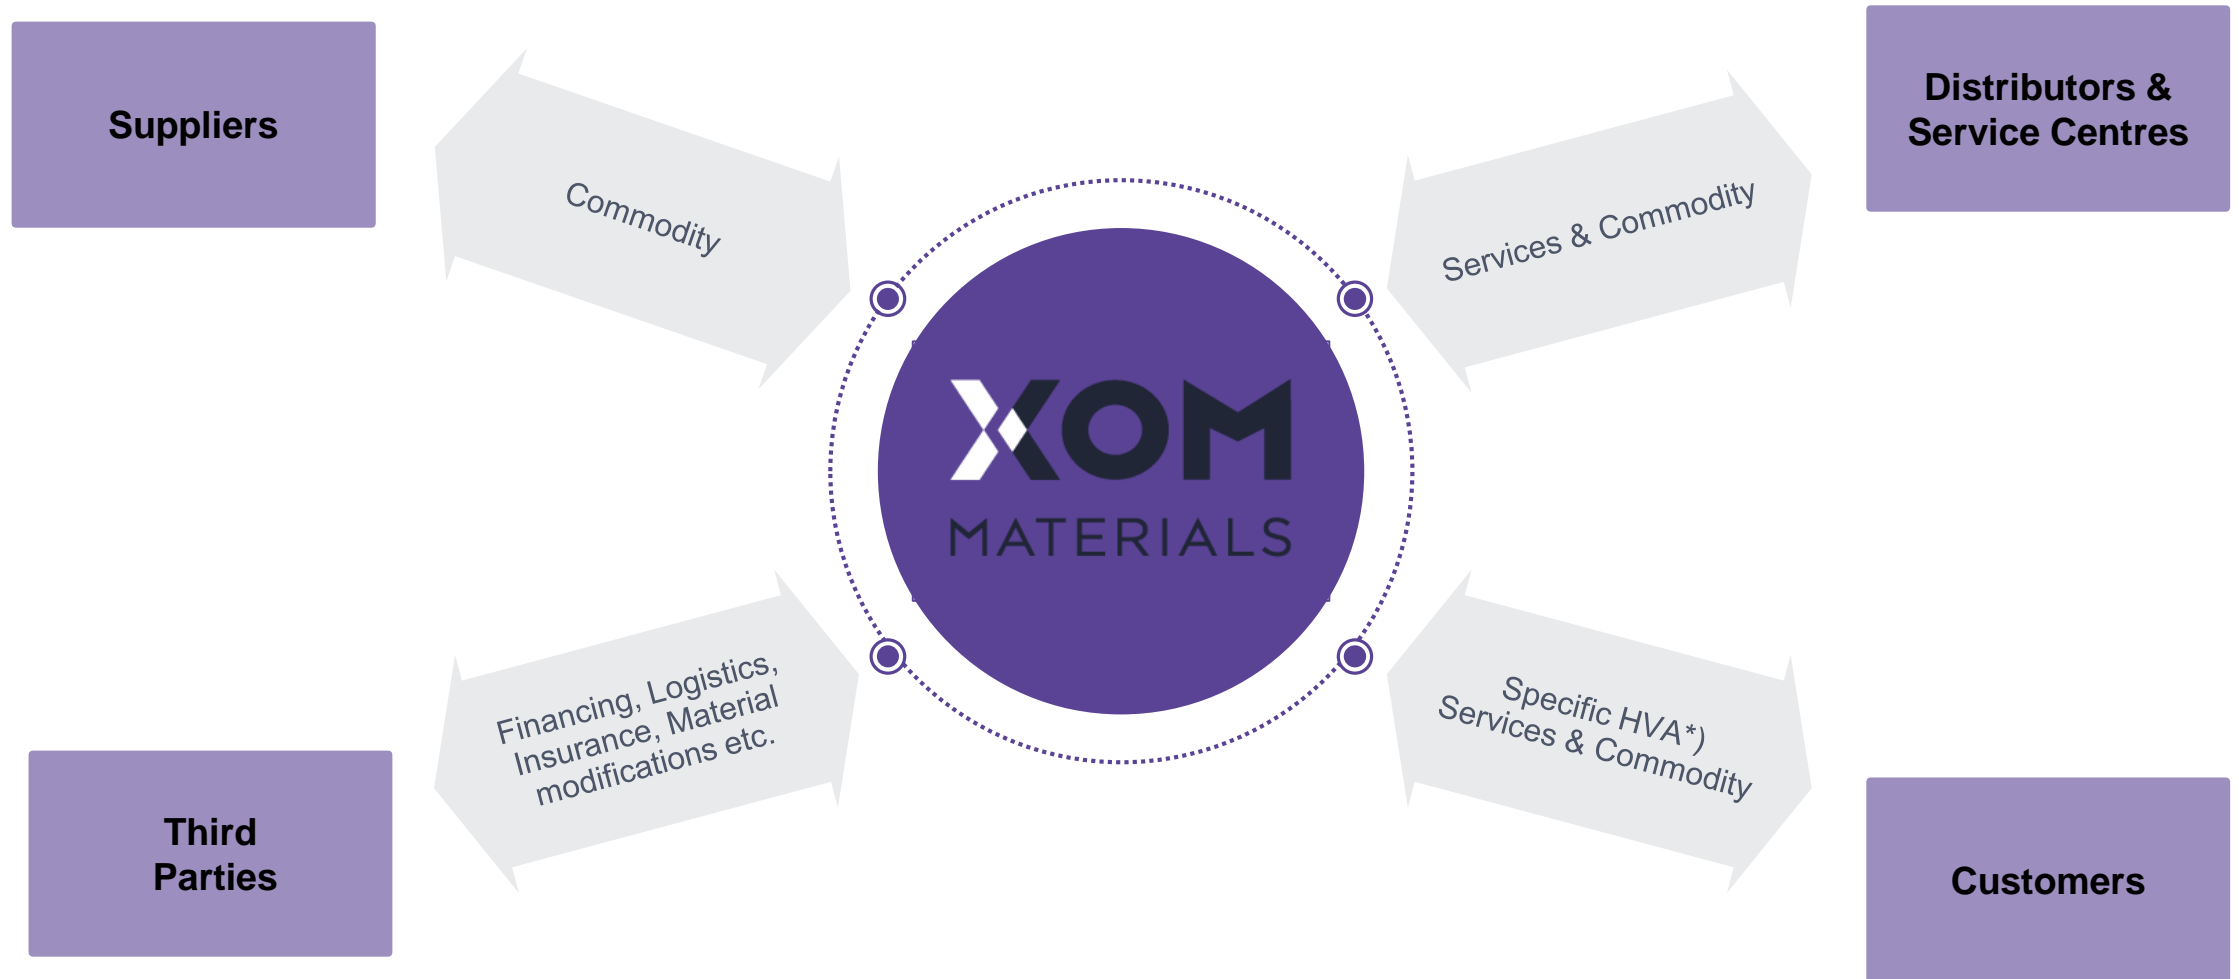 Suppliers
Commodity
Distributors &
Service Centres
Services & Commodity
XOM
MATERIALS
Financing, Logistics,
Insurance, Material
modifications etc.
Third
Parties
Specific HVA*)
Services & Commodity
Customers